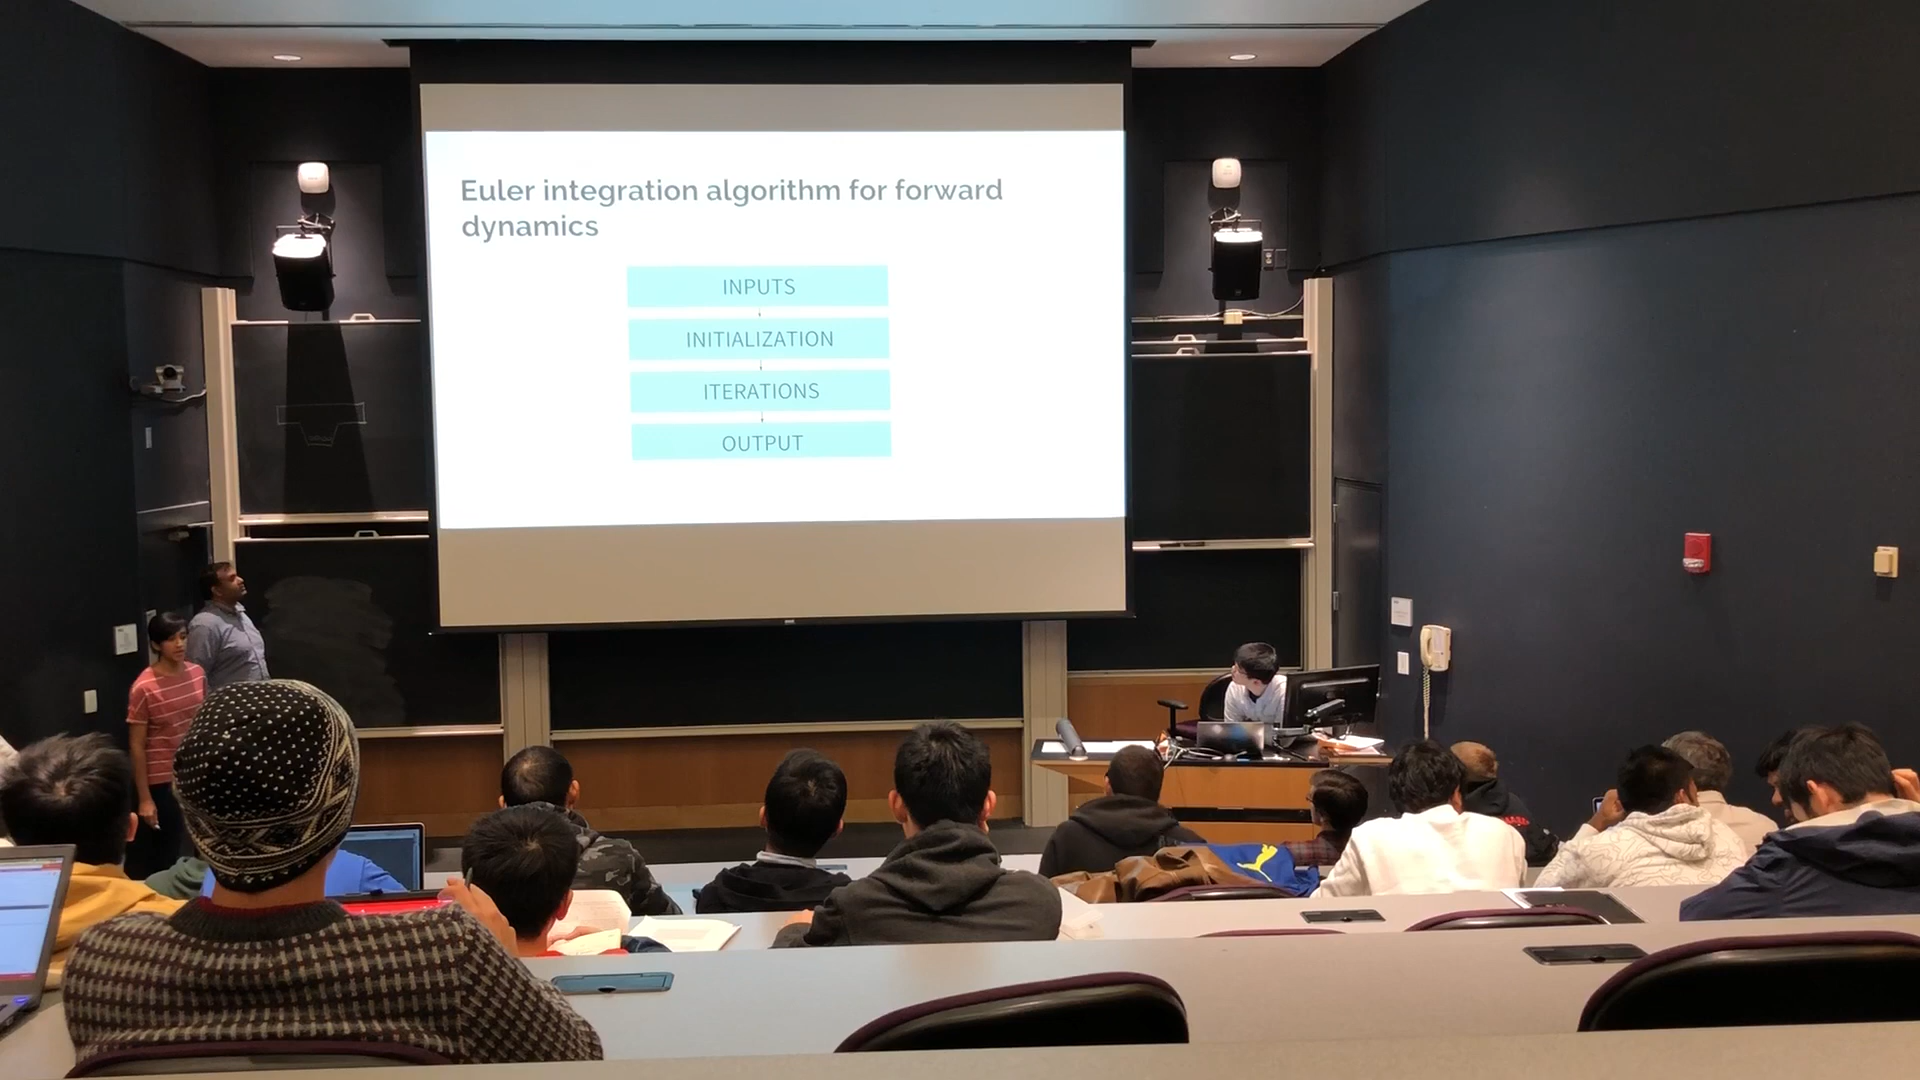 Euler integration algorithm for forward
dynamics
INPUTS
INITIALIZATION
ITERATIONS
OUTPUT